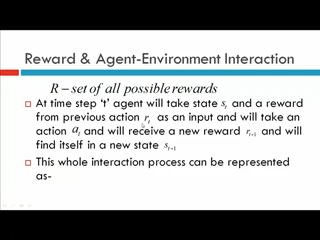 Reward & Agent-Environment Interaction
R – set of all possible rewards
At time step ‘t’ agent will take state s_t and a reward
from previous action r_t as an input and will take an
action a_t and will receive a new reward r_{t+1} and will
find itself in a new state s_{t+1}
This whole interaction process can be represented
as-